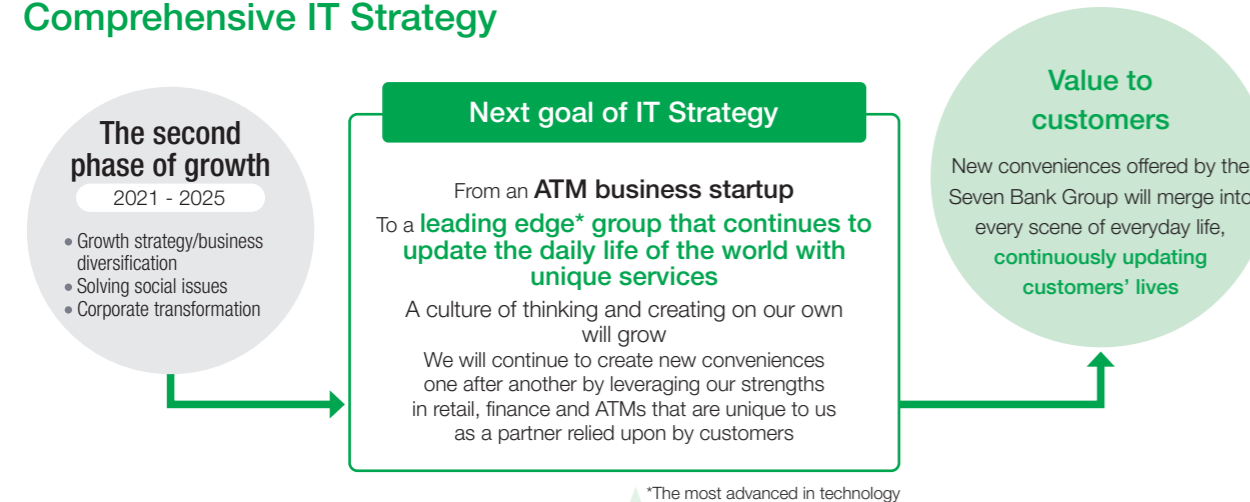 Comprehensive IT Strategy
The second
phase of growth
2021 - 2025
• Growth strategy/business
diversification
• Solving social issues
• Corporate transformation
Next goal of IT Strategy
From an ATM business startup
To a leading edge* group that continues to
update the daily life of the world with
unique services
A culture of thinking and creating on our own
will grow
We will continue to create new conveniences
one after another by leveraging our strengths
in retail, finance and ATMs that are unique to us
as a partner relied upon by customers
*The most advanced in technology
Value to
customers
New conveniences offered by the
Seven Bank Group will merge into
every scene of everyday life,
continuously updating
customers’ lives